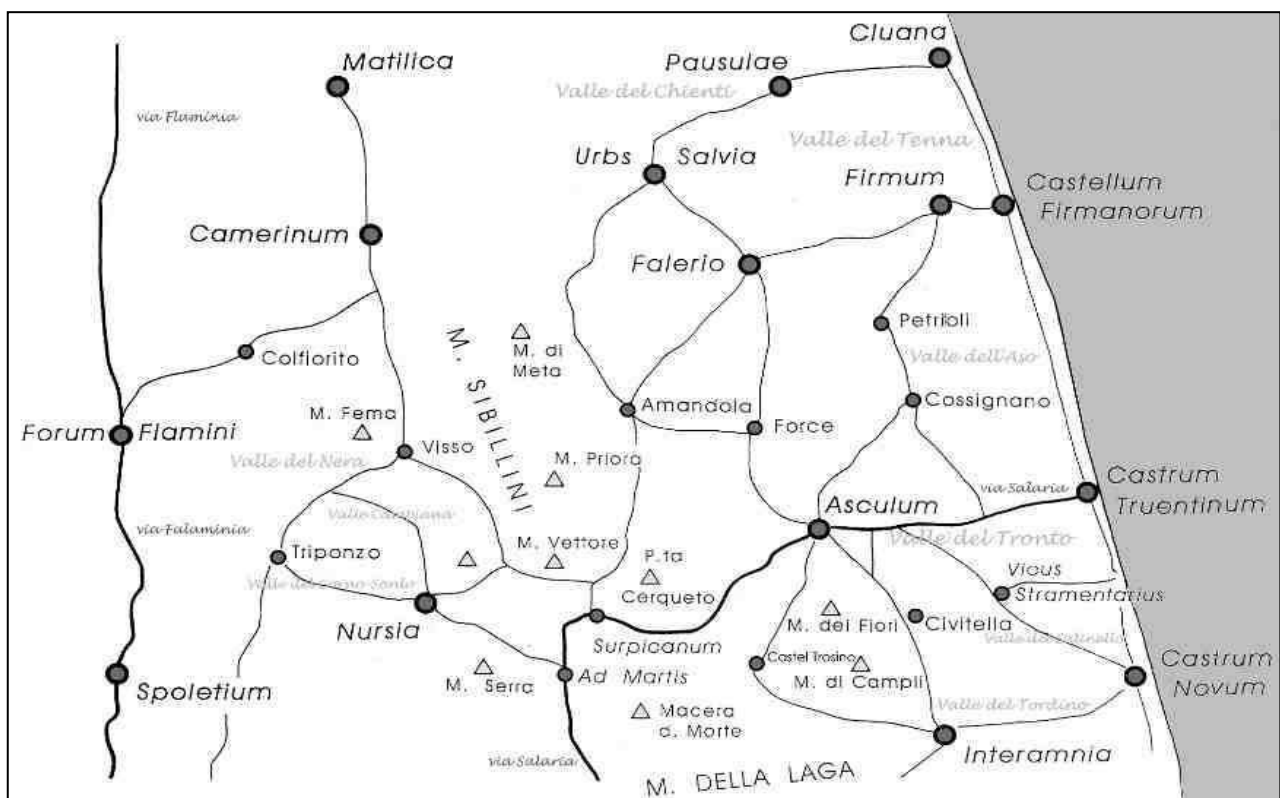 Cluana
Matilica
Pausulae
Valle del Chienti
via Flaminia
Valle del Tenna
Urbs Salvia
Firmum
Castellum
Firmanorum
Camerinum
Falerio
Petrioli
M. di
Meta
Colfiorito
Valle dell'Aso
M. SIBILLINI
Amandola
Cossignano
M. Fema
Forum Flamini
Force
Visso
Valle del Nera
M. Priora
via Salaria
Castrum
Truentinum
Asculum
via Falaminia
Valle del Tronto
Triponzo
M. Vettore
P.ta
Cerqueto
Vicus
Stramentarius
Nursia
M. dei Fiori
Civitella
Surpicanum
Castel Trosino
M. Serra
Ad Martis
M. di Campli
Castrum
Novum
Spoletium
Valle del Tordino
Macera
d. Morte
Interamnia
via Salaria
M. DELLA LAGA